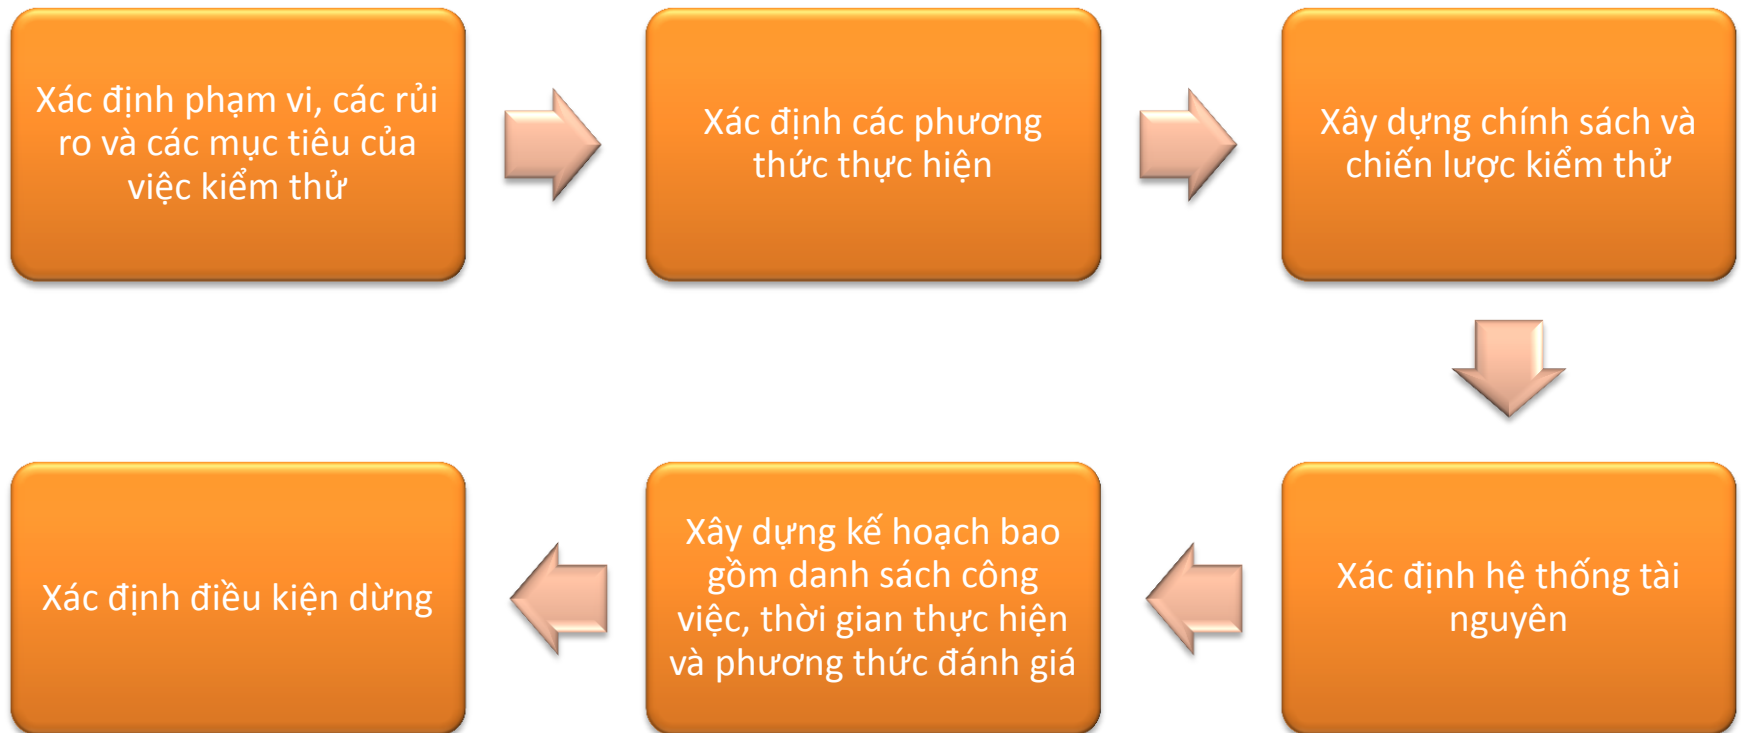 Xác định phạm vi, các rủi
ro và các mục tiêu của
việc kiểm thử
Xác định các phương
thức thực hiện
Xây dựng chính sách và
chiến lược kiểm thử
Xác định hệ thống tài
nguyên
Xây dựng kế hoạch bao
gồm danh sách công
việc, thời gian thực hiện
và phương thức đánh giá
Xác định điều kiện dừng